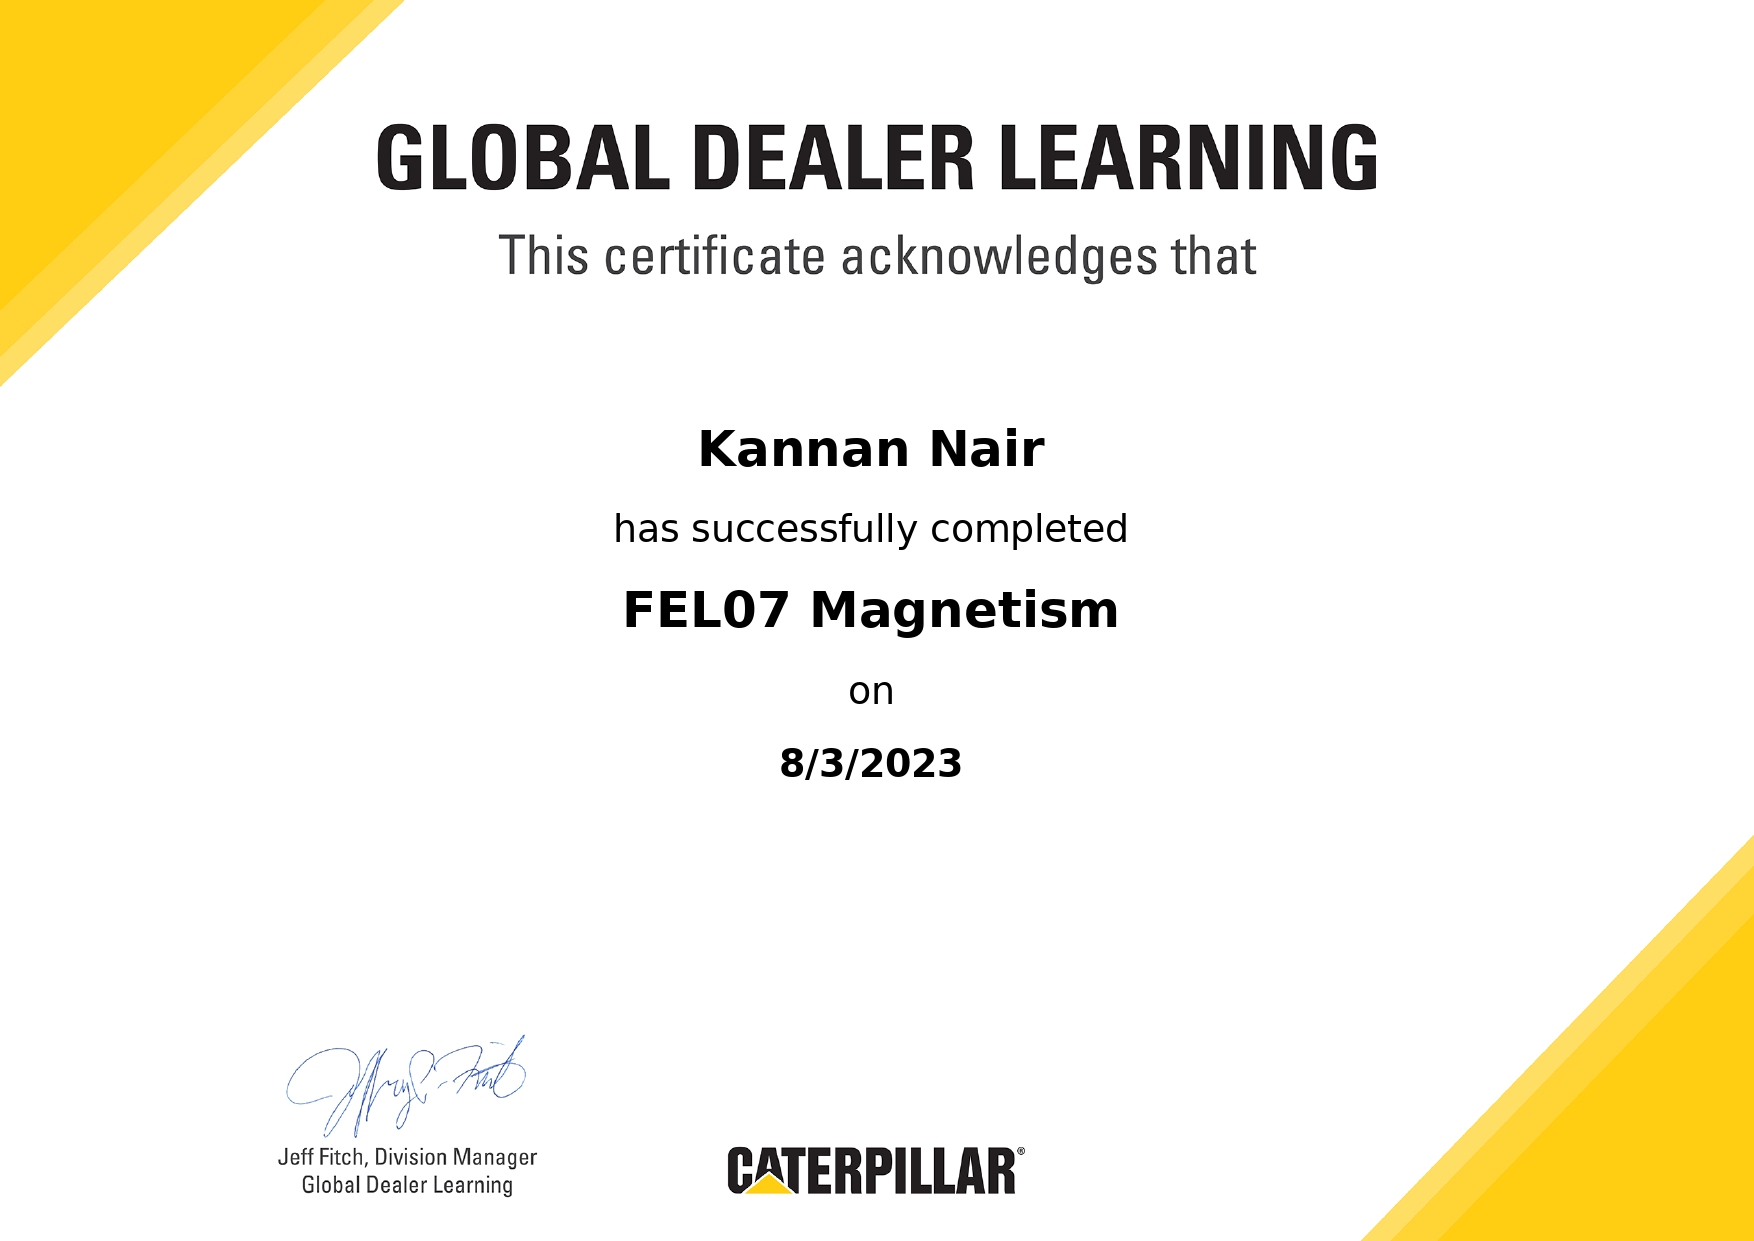 GLOBAL DEALER LEARNING
This certificate acknowledges that
Kannan Nair
has successfully completed
FEL07 Magnetism
on
8/3/2023
Jeff Fitch, Division Manager
Global Dealer Learning
CATERPILLAR®